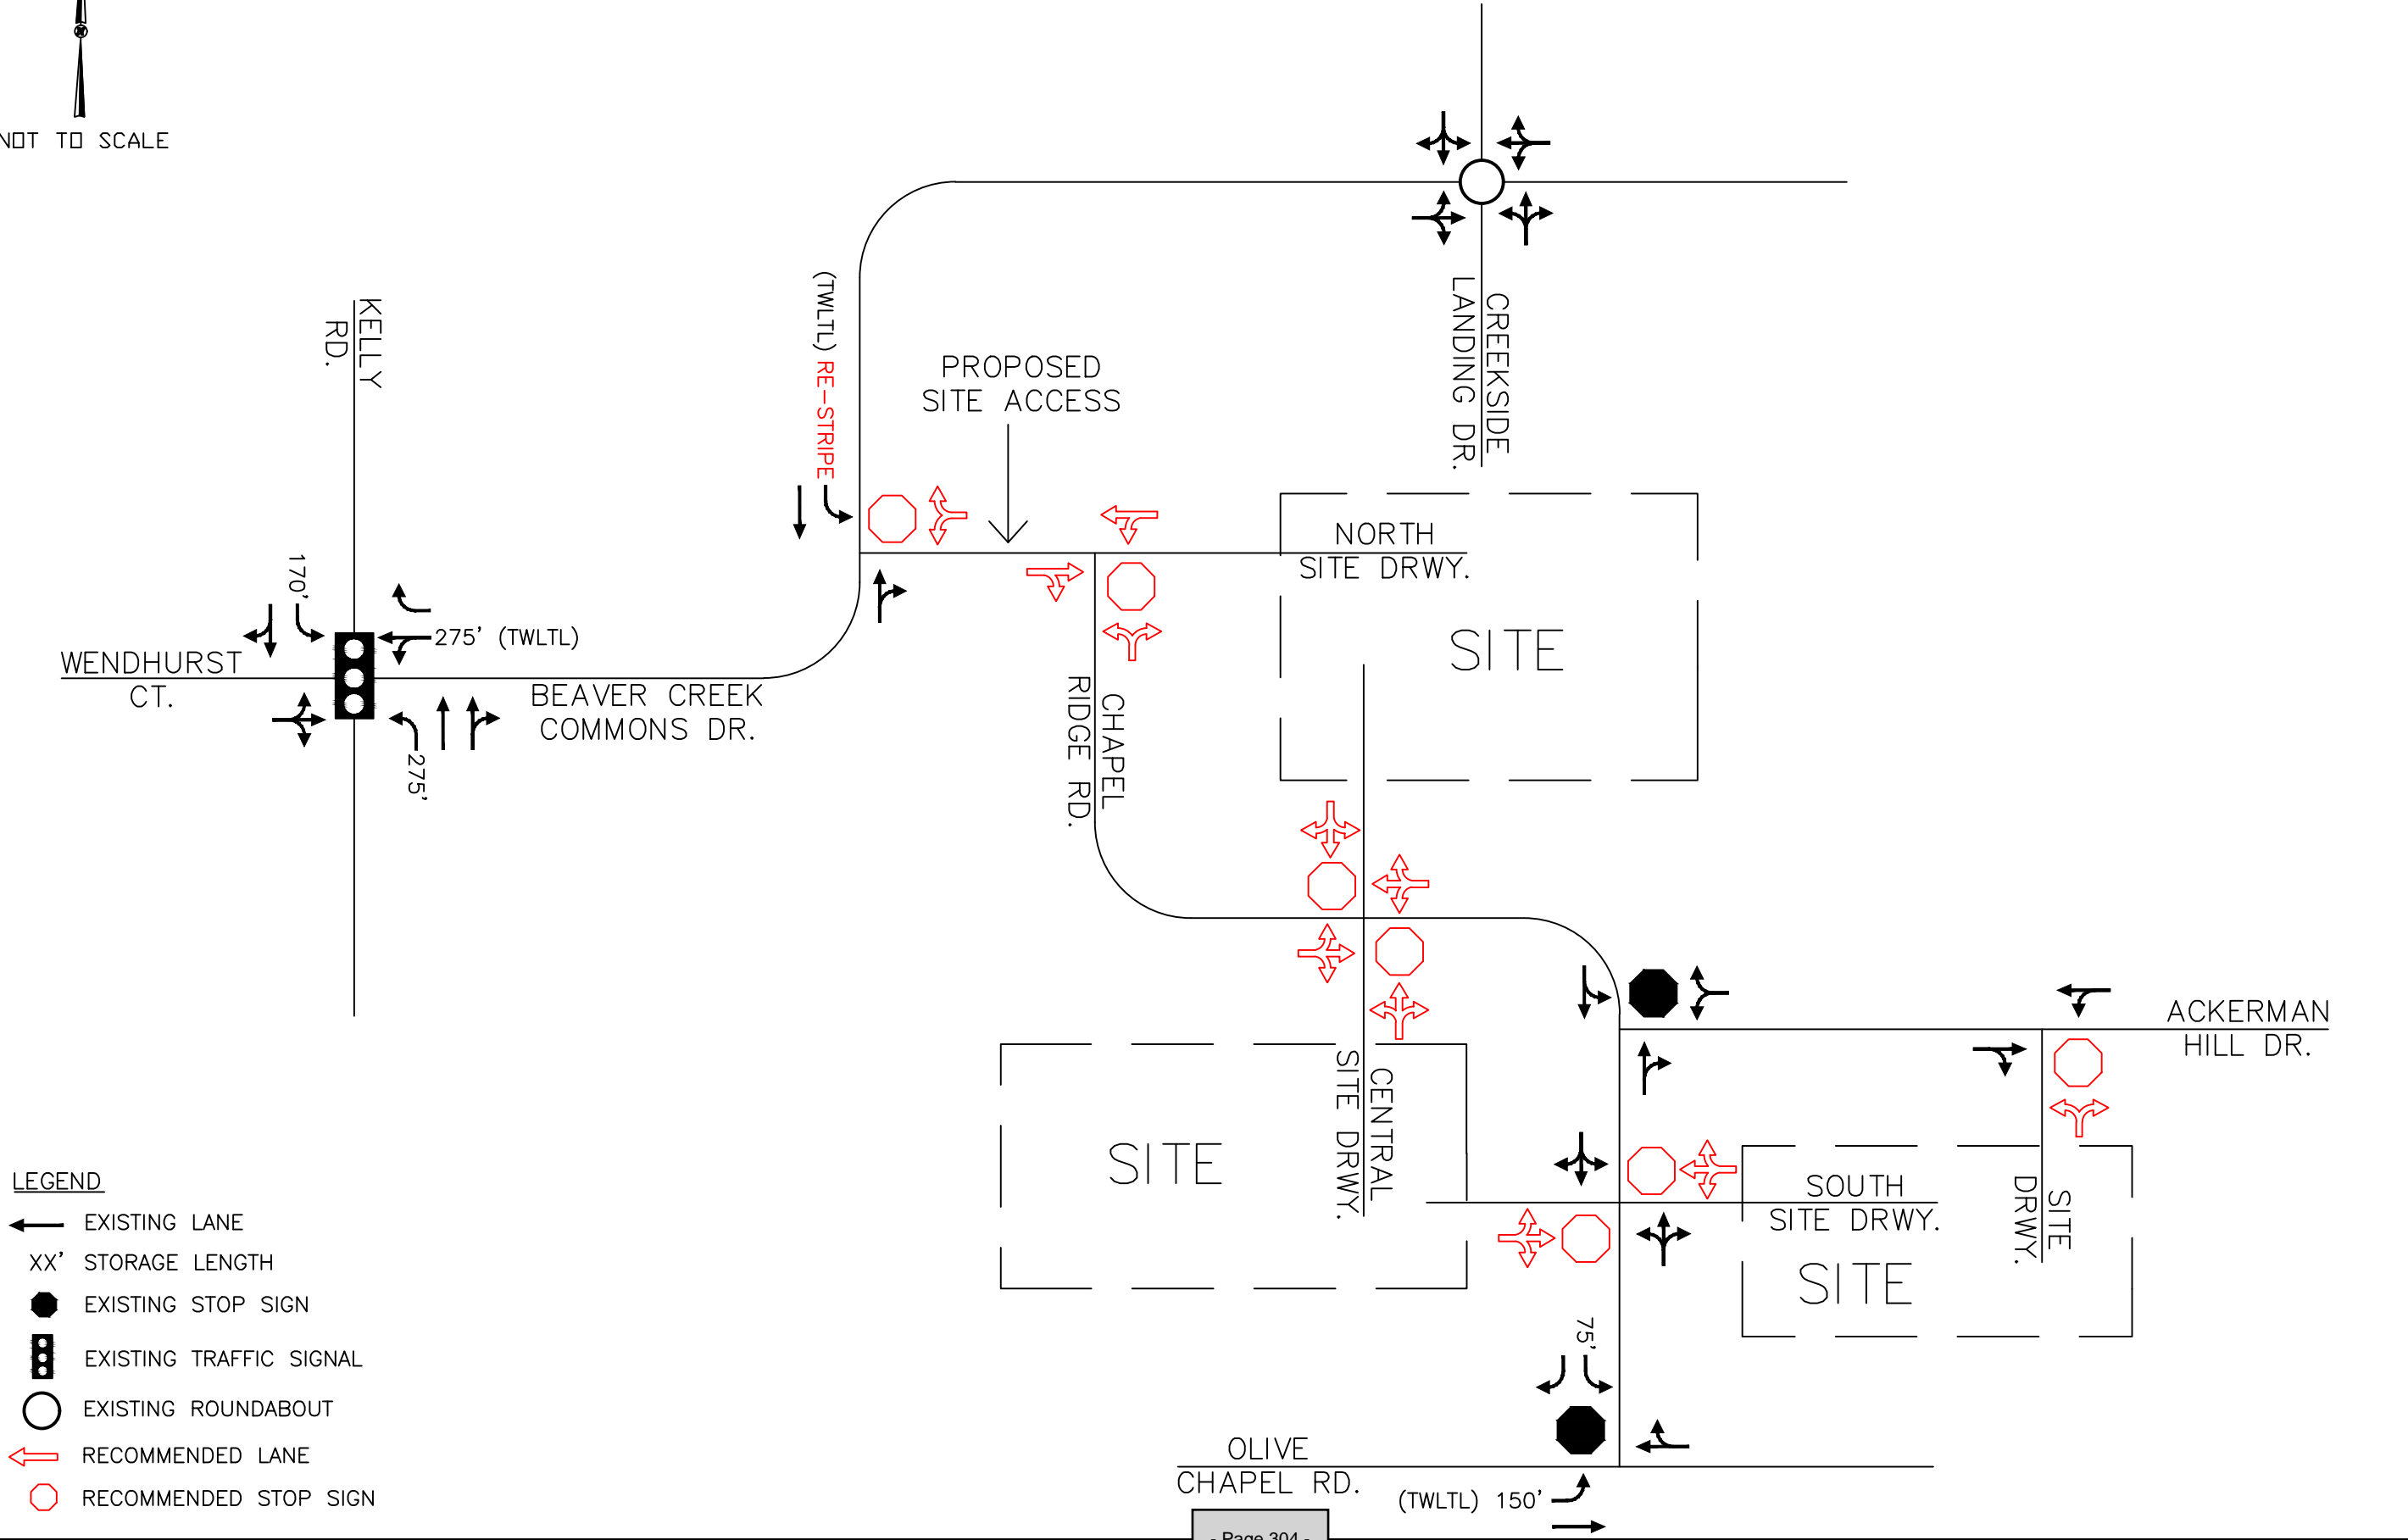 NOT TO SCALE
KELLY
RD.
(TWLTL) RE-STRIPE
PROPOSED
SITE ACCESS
CREEKSIDE
LANDING DR.
NORTH
SITE DRWY.
SITE
170'
275' (TWLTL)
WENDHURST
CT.
BEAVER CREEK
COMMONS DR.
275'
CHAPEL
RIDGE RD.
ACKERMAN
HILL DR.
CENTRAL
SITE DRWY.
SITE
SOUTH
SITE DRWY.
SITE
DRWY.
SITE
75'
OLIVE
CHAPEL RD.
(TWLTL) 150'
LEGEND
EXISTING LANE
XX' STORAGE LENGTH
EXISTING STOP SIGN
EXISTING TRAFFIC SIGNAL
EXISTING ROUNDABOUT
RECOMMENDED LANE
RECOMMENDED STOP SIGN
- Page 304 -